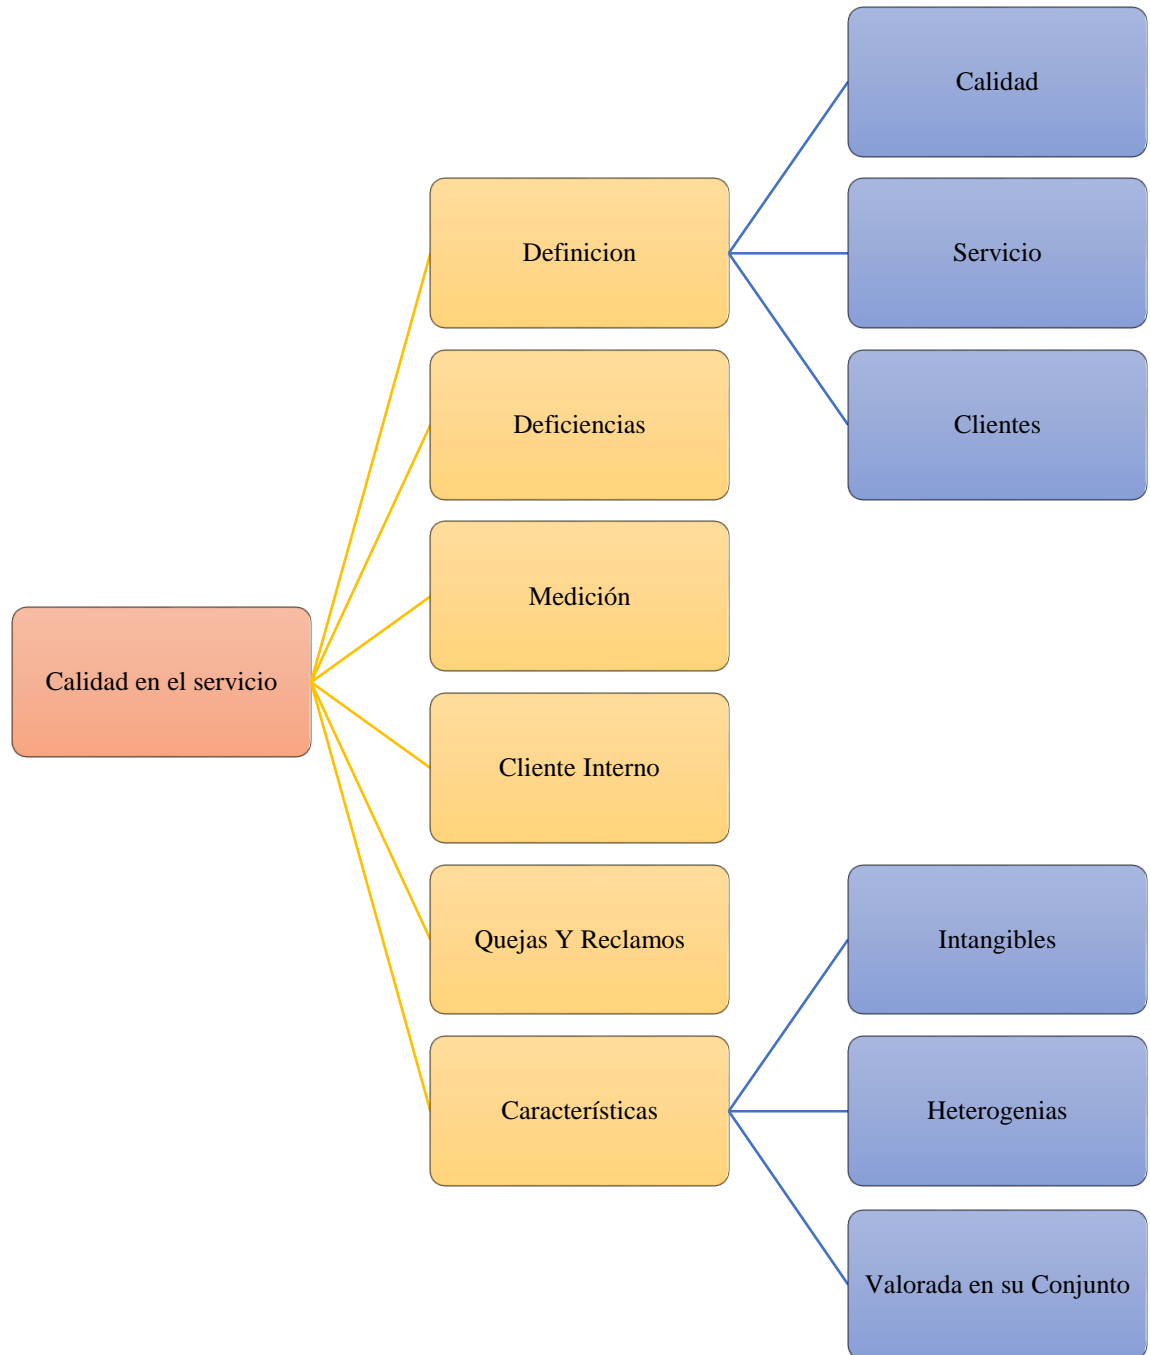 Calidad en el servicio
Definicion
Calidad
Servicio
Clientes
Deficiencias
Medición
Cliente Interno
Quejas Y Reclamos
Características
Intangibles
Heterogenias
Valorada en su Conjunto